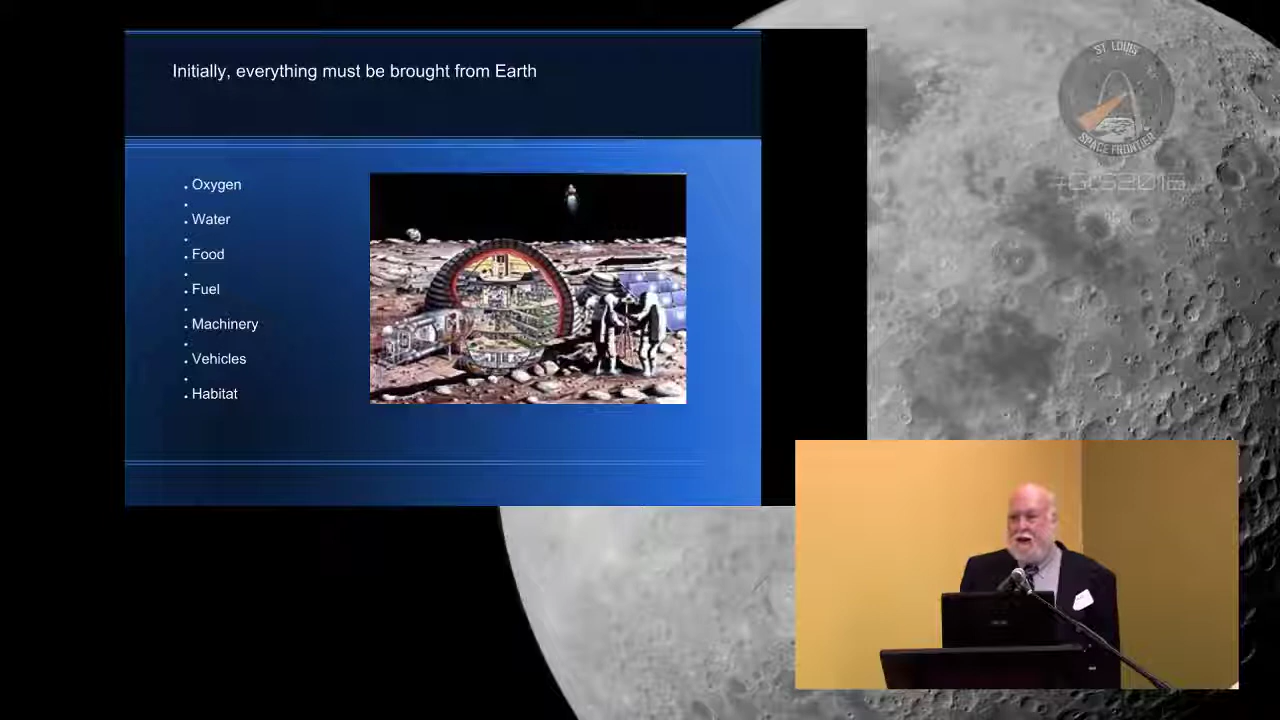 Initially, everything must be brought from Earth
Oxygen
Water
Food
Fuel
Machinery
Vehicles
Habitat
ST LOUIS
SPACE FRONTIER